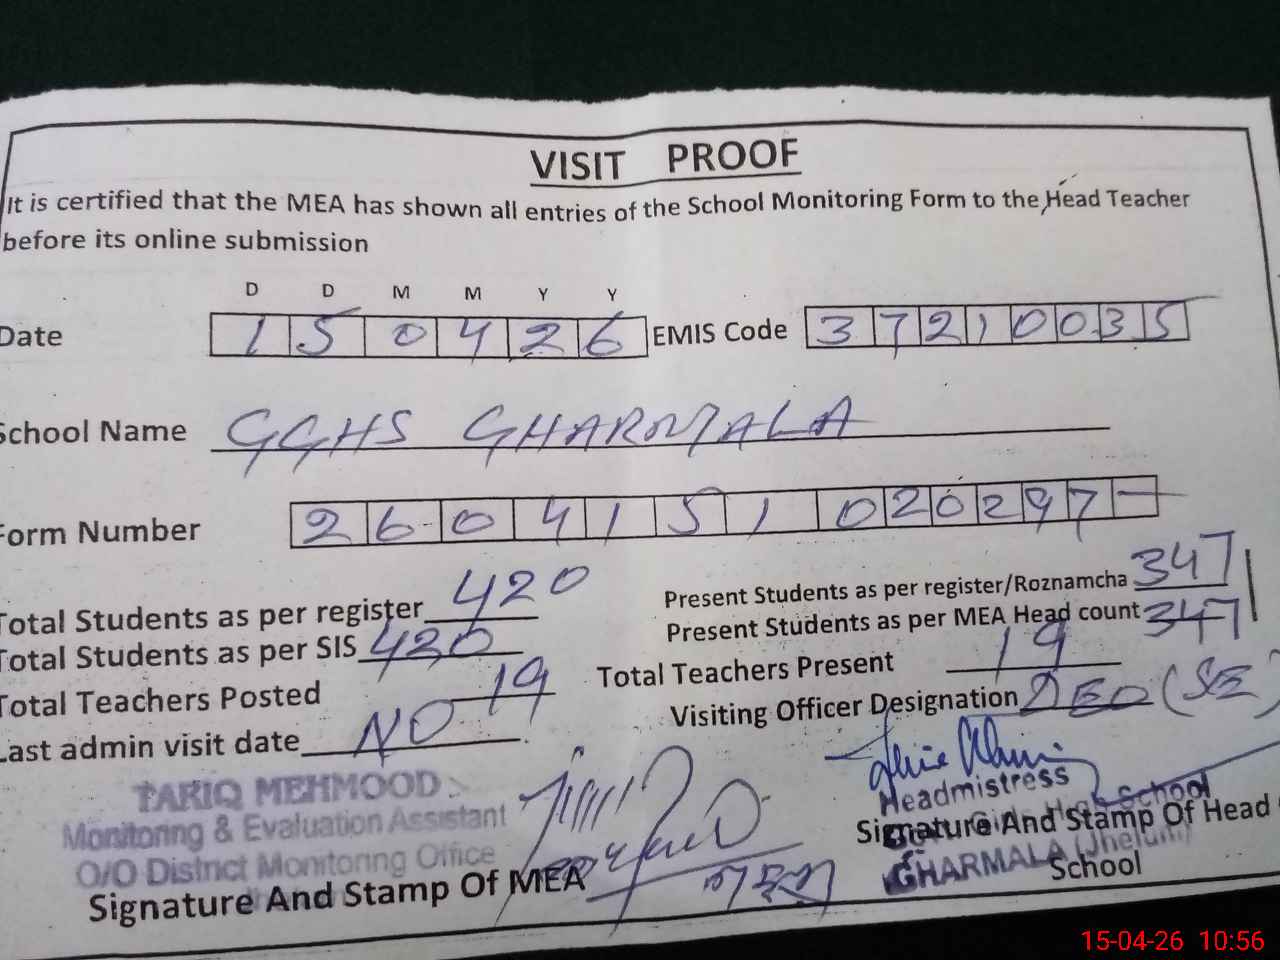 VISIT PROOF
It is certified that the MEA has shown all entries of the School Monitoring Form to the Head Teacher
before its online submission
D D M M Y Y
Date 1 5 0 4 2 6 EMIS Code 3 7 2 1 0 0 3 5
School Name GGHS GHARMALA
Form Number 2 6 0 4 1 5 1 0 2 0 2 9 7 -
Total Students as per register 420
Present Students as per register/Roznamcha 347
Total Students as per SIS 420
Present Students as per MEA Head count 347
Total Teachers Posted 19
Total Teachers Present 19
Last admin visit date NO
Visiting Officer Designation DEO (SE)
TARIQ MEHMOOD
Monitoring & Evaluation Assistant
O/O District Monitoring Office
Signature And Stamp Of MEA
Headmistress
Girls High School
GHARMALA (Jhelum)
Signature And Stamp Of Head
School
15-04-26 10:56